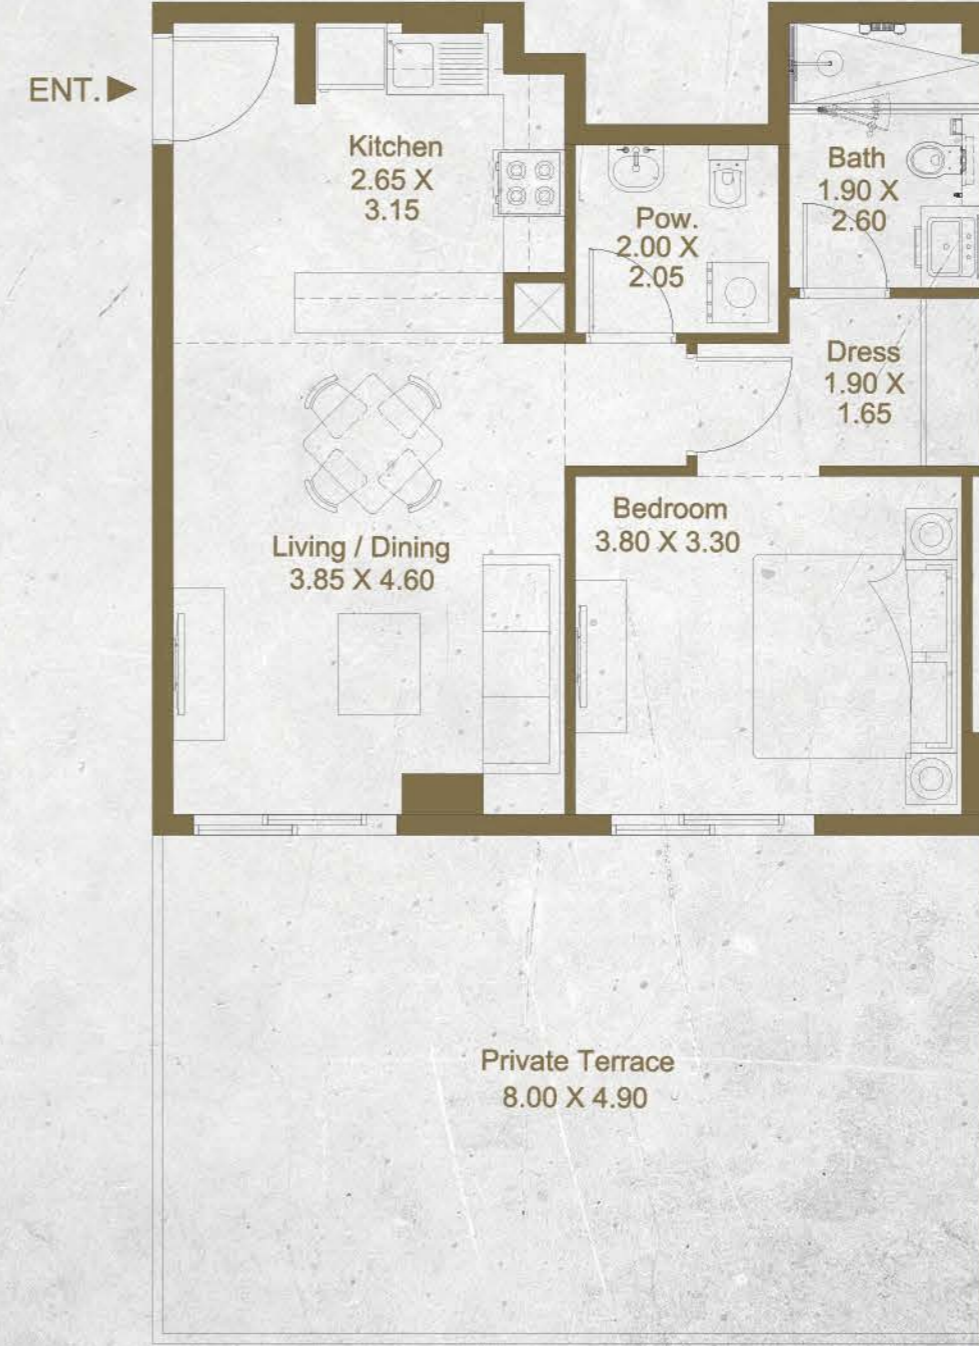 ENT.
Kitchen
2.65 X
3.15
Pow.
2.00 X
2.05
Bath
1.90 X
2.60
Dress
1.90 X
1.65
Living / Dining
3.85 X 4.60
Bedroom
3.80 X 3.30
Private Terrace
8.00 X 4.90